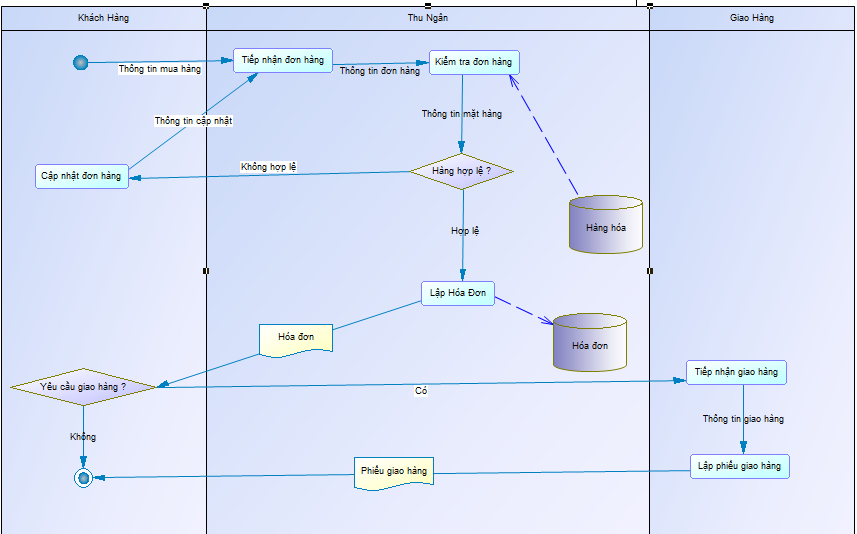 Khách Hàng
Thu Ngân
Giao Hàng
Tiếp nhận đơn hàng
Kiểm tra đơn hàng
Thông tin mua hàng
Thông tin đơn hàng
Thông tin mặt hàng
Thông tin cập nhật
Không hợp lệ
Hàng hợp lệ ?
Cập nhật đơn hàng
Hàng hóa
Hợp lệ
Lập Hóa Đơn
Hóa đơn
Hóa đơn
Yêu cầu giao hàng ?
Có
Tiếp nhận giao hàng
Thông tin giao hàng
Không
Phiếu giao hàng
Lập phiếu giao hàng